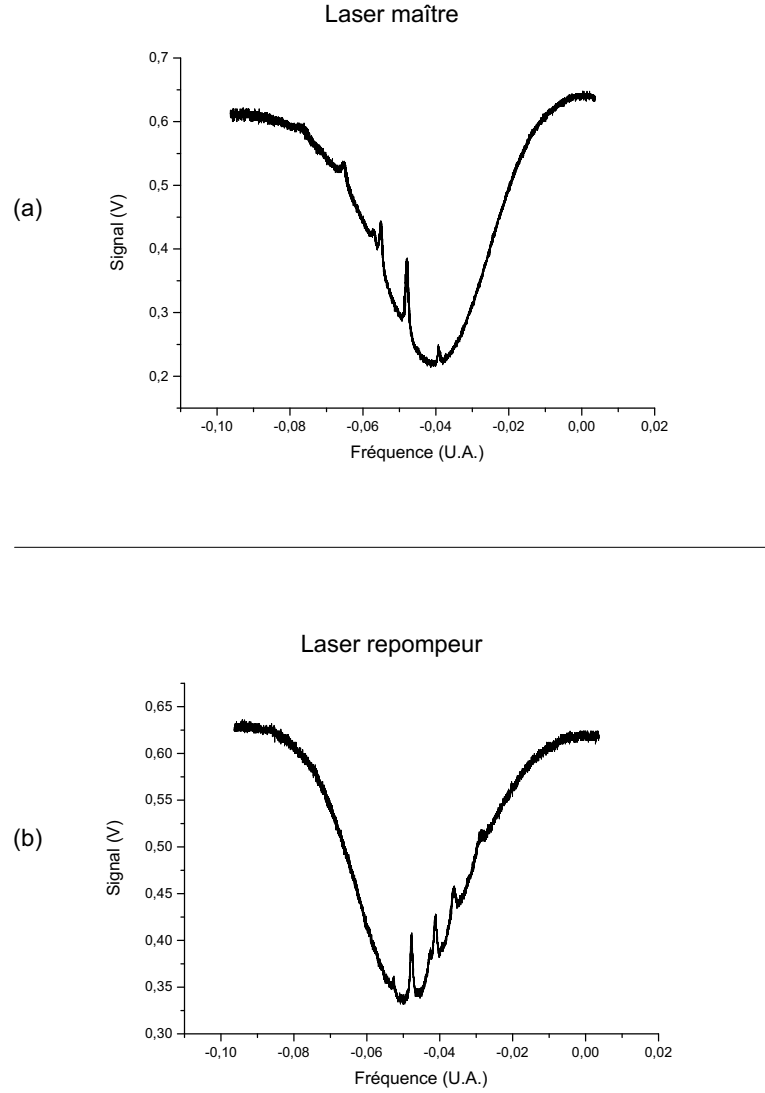 Laser maître
(a)
Signal (V)
0,7
0,6
0,5
0,4
0,3
0,2
-0,10 -0,08 -0,06 -0,04 -0,02 0,00 0,02
Fréquence (U.A.)
Laser repompeur
(b)
Signal (V)
0,65
0,60
0,55
0,50
0,45
0,40
0,35
0,30
-0,10 -0,08 -0,06 -0,04 -0,02 0,00 0,02
Fréquence (U.A.)